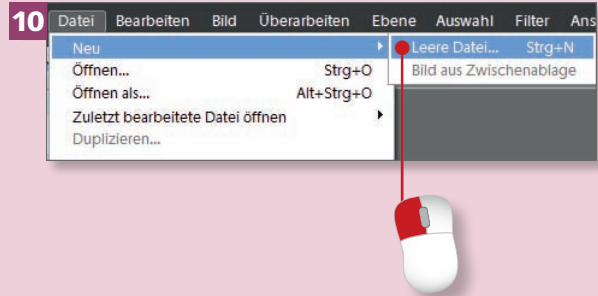 10
Datei Bearbeiten Bild Überarbeiten Ebene Auswahl Filter Ans
Neu
Leere Datei... Strg+N
Öffnen... Strg+O
Bild aus Zwischenablage
Öffnen als... Alt+Strg+O
Zuletzt bearbeitete Datei öffnen
Duplizieren...